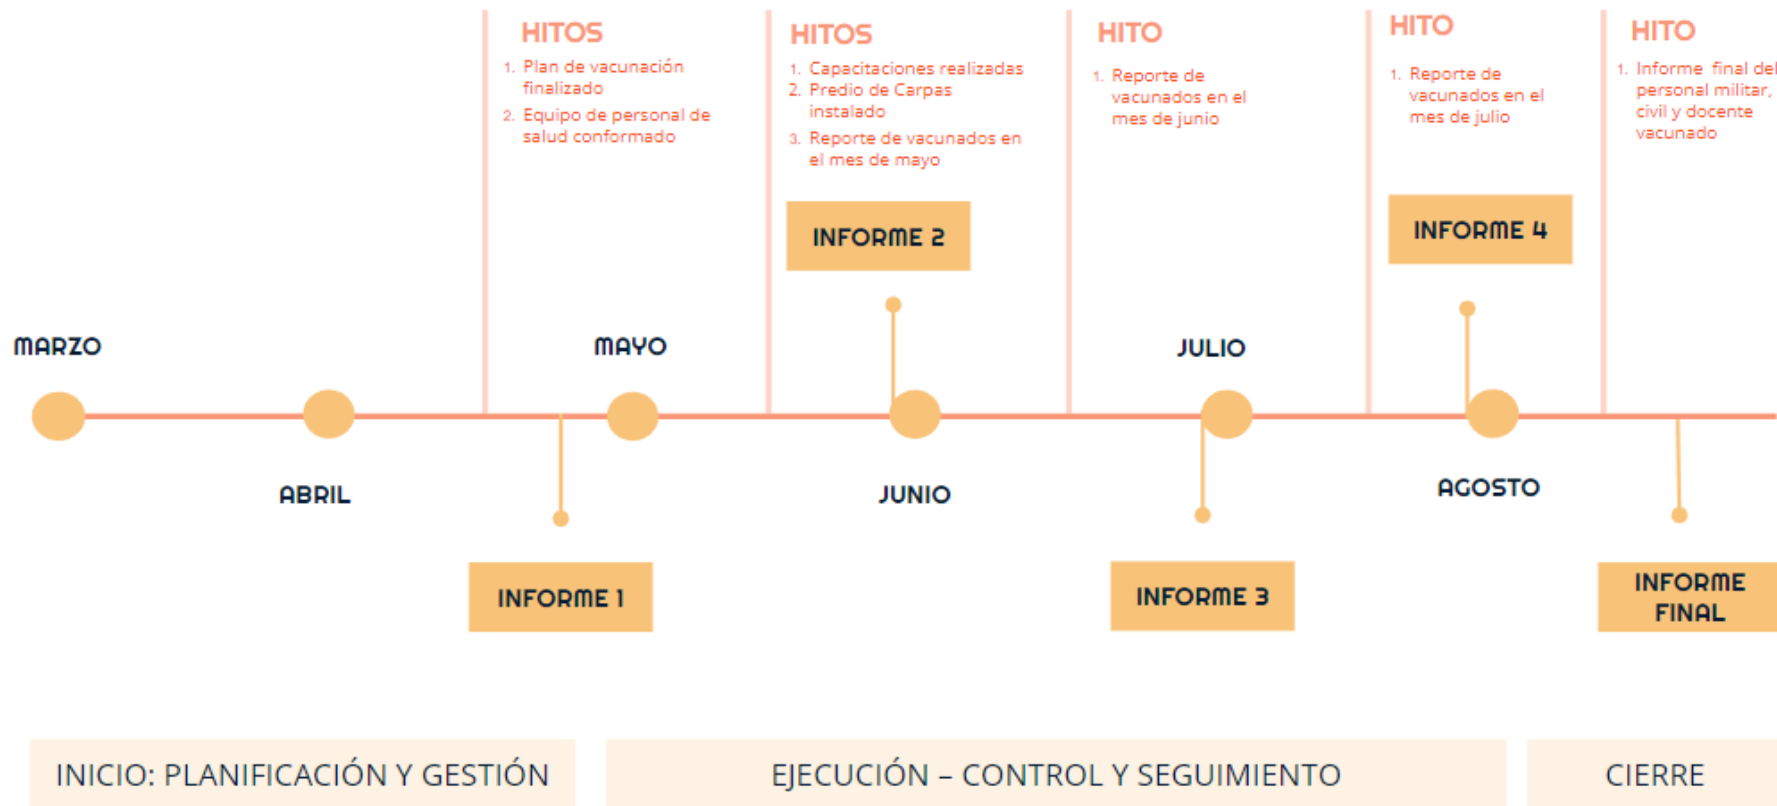 HITOS
1. Plan de vacunación
finalizado
2. Equipo de personal de
salud conformado
HITOS
1. Capacitaciones realizadas
2. Predio de Carpas
instalado
3. Reporte de vacunados en
el mes de mayo
HITO
1. Reporte de
vacunados en el
mes de junio
HITO
1. Reporte de
vacunados en el
mes de julio
HITO
1. Informe final del
personal militar,
civil y docente
vacunado
INFORME 2
INFORME 4
MARZO
MAYO
JULIO
ABRIL
JUNIO
AGOSTO
INFORME 1
INFORME 3
INFORME
FINAL
INICIO: PLANIFICACIÓN Y GESTIÓN
EJECUCIÓN – CONTROL Y SEGUIMIENTO
CIERRE